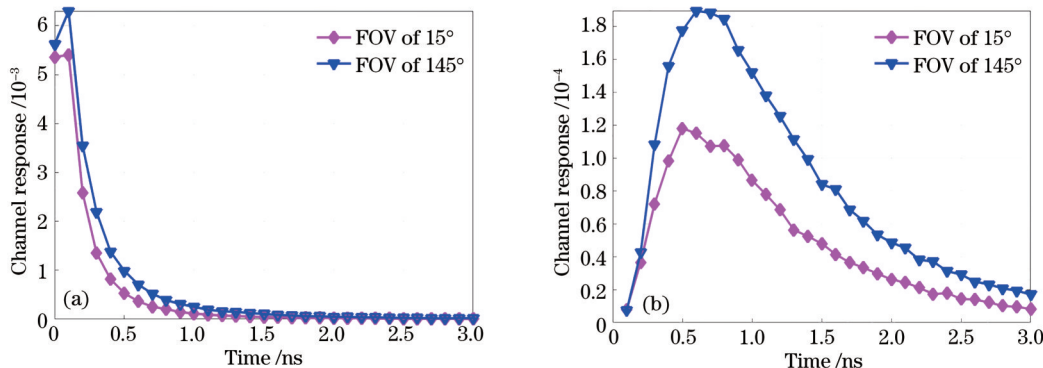 Channel response /10⁻³
6
5
4
3
2
1
0
FOV of 15°
FOV of 145°
(a)
0 0.5 1.0 1.5 2.0 2.5 3.0
Time /ns
Channel response /10⁻⁴
1.8
1.6
1.4
1.2
1.0
0.8
0.6
0.4
0.2
0
FOV of 15°
FOV of 145°
(b)
0 0.5 1.0 1.5 2.0 2.5 3.0
Time /ns